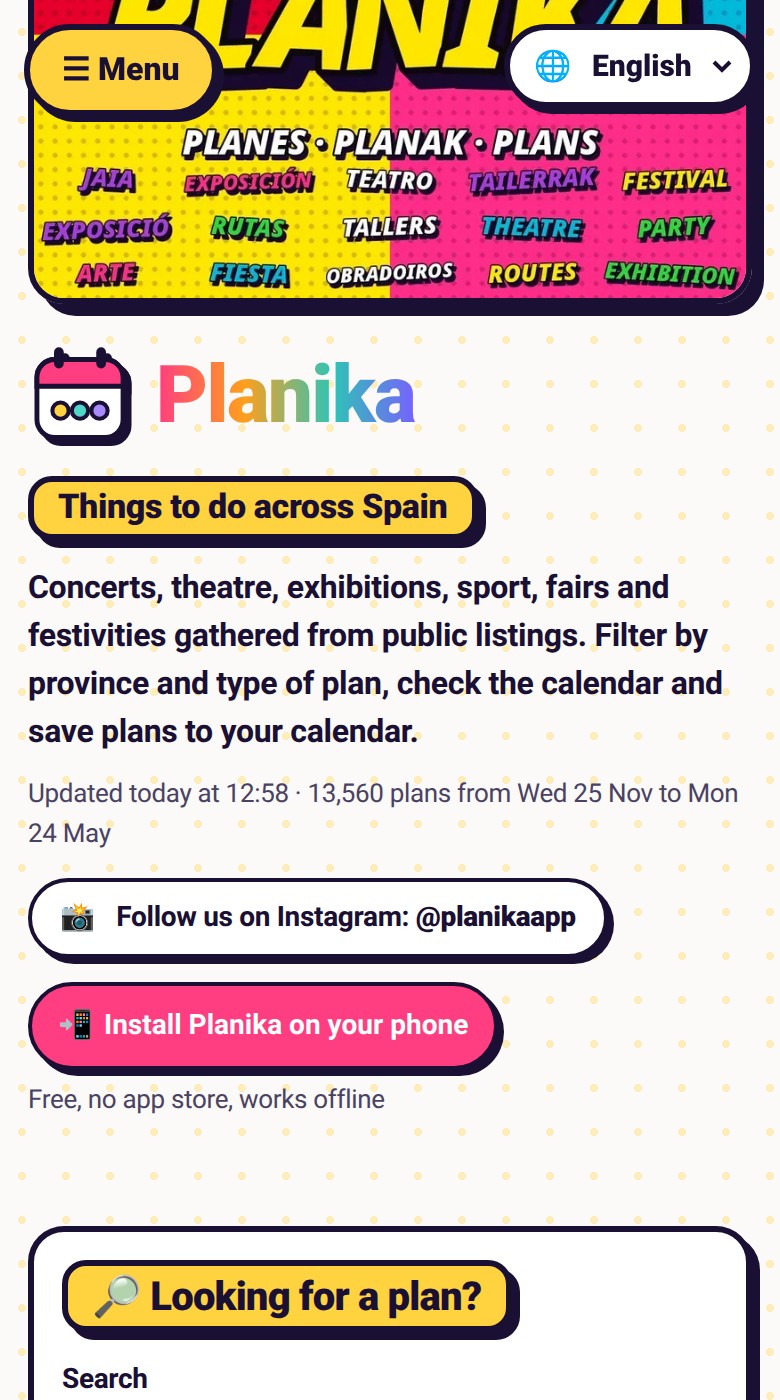 PLANIKA
☰ Menu
English
PLANES · PLANAK · PLANS
JAIA EXPOSICIÓN TEATRO TAILERRAK FESTIVAL
EXPOSICIÓ RUTAS TALLERS THEATRE PARTY
ARTE FIESTA OBRADOIROS ROUTES EXHIBITION
Planika
Things to do across Spain
Concerts, theatre, exhibitions, sport, fairs and
festivities gathered from public listings. Filter by
province and type of plan, check the calendar and
save plans to your calendar.
Updated today at 12:58 · 13,560 plans from Wed 25 Nov to Mon
24 May
Follow us on Instagram: @planikaapp
Install Planika on your phone
Free, no app store, works offline
Looking for a plan?
Search